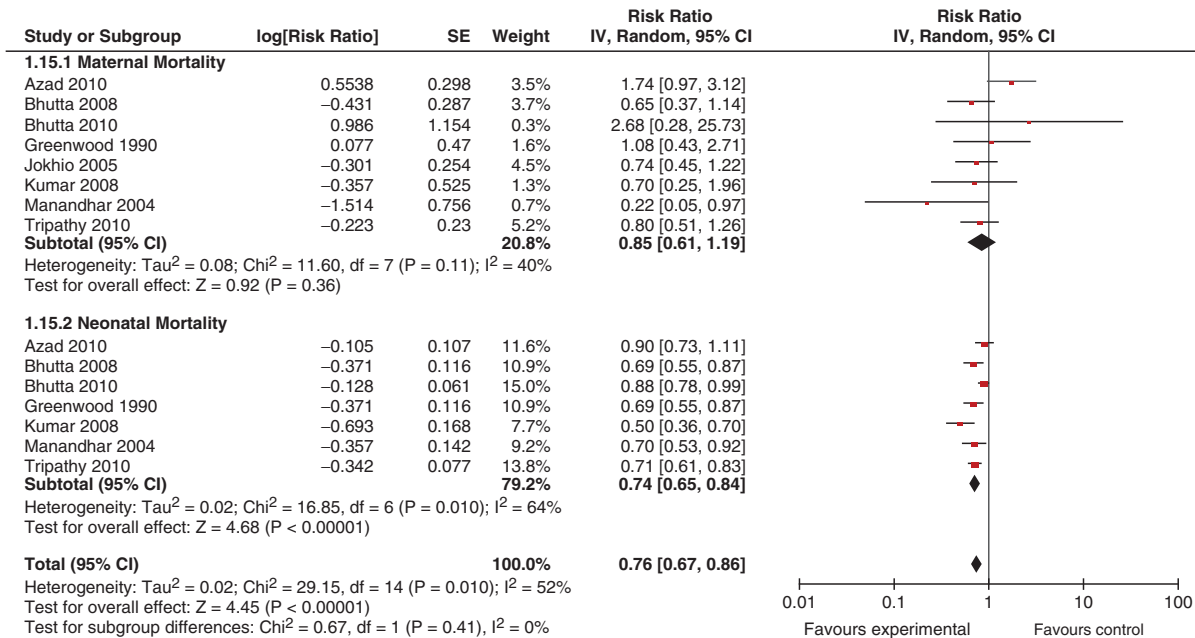 Risk Ratio Risk Ratio
Study or Subgroup log[Risk Ratio] SE Weight IV, Random, 95% CI IV, Random, 95% CI
1.15.1 Maternal Mortality
Azad 2010 0.5538 0.298 3.5% 1.74 [0.97, 3.12]
Bhutta 2008 −0.431 0.287 3.7% 0.65 [0.37, 1.14]
Bhutta 2010 0.986 1.154 0.3% 2.68 [0.28, 25.73]
Greenwood 1990 0.077 0.47 1.6% 1.08 [0.43, 2.71]
Jokhio 2005 −0.301 0.254 4.5% 0.74 [0.45, 1.22]
Kumar 2008 −0.357 0.525 1.3% 0.70 [0.25, 1.96]
Manandhar 2004 −1.514 0.756 0.7% 0.22 [0.05, 0.97]
Tripathy 2010 −0.223 0.23 5.2% 0.80 [0.51, 1.26]
Subtotal (95% CI) 20.8% 0.85 [0.61, 1.19]
Heterogeneity: Tau² = 0.08; Chi² = 11.60, df = 7 (P = 0.11); I² = 40%
Test for overall effect: Z = 0.92 (P = 0.36)
1.15.2 Neonatal Mortality
Azad 2010 −0.105 0.107 11.6% 0.90 [0.73, 1.11]
Bhutta 2008 −0.371 0.116 10.9% 0.69 [0.55, 0.87]
Bhutta 2010 −0.128 0.061 15.0% 0.88 [0.78, 0.99]
Greenwood 1990 −0.371 0.116 10.9% 0.69 [0.55, 0.87]
Kumar 2008 −0.693 0.168 7.7% 0.50 [0.36, 0.70]
Manandhar 2004 −0.357 0.142 9.2% 0.70 [0.53, 0.92]
Tripathy 2010 −0.342 0.077 13.8% 0.71 [0.61, 0.83]
Subtotal (95% CI) 79.2% 0.74 [0.65, 0.84]
Heterogeneity: Tau² = 0.02; Chi² = 16.85, df = 6 (P = 0.010); I² = 64%
Test for overall effect: Z = 4.68 (P < 0.00001)
Total (95% CI) 100.0% 0.76 [0.67, 0.86]
Heterogeneity: Tau² = 0.02; Chi² = 29.15, df = 14 (P = 0.010); I² = 52%
Test for overall effect: Z = 4.45 (P < 0.00001)
Test for subgroup differences: Chi² = 0.67, df = 1 (P = 0.41), I² = 0%
0.01 0.1 1 10 100
Favours experimental Favours control